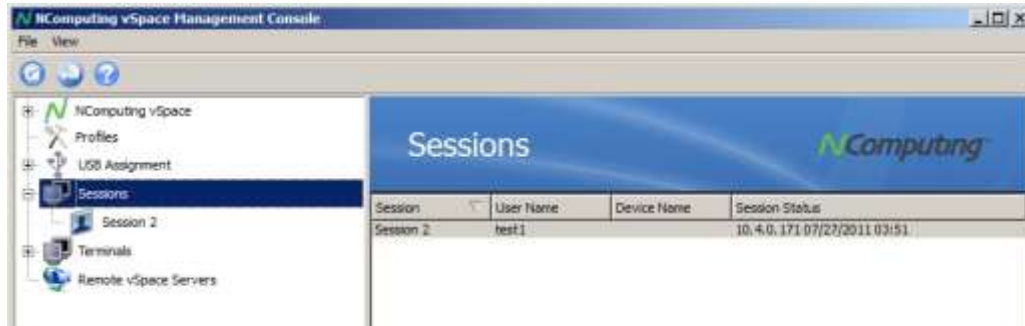 NComputing vSpace Management Console
File View
NComputing vSpace
Profiles
USB Assignment
Sessions
Session 2
Terminals
Remote vSpace Servers
Sessions
NComputing
Session User Name Device Name Session Status
Session 2 test1 10.4.0.171 07/27/2011 03:51